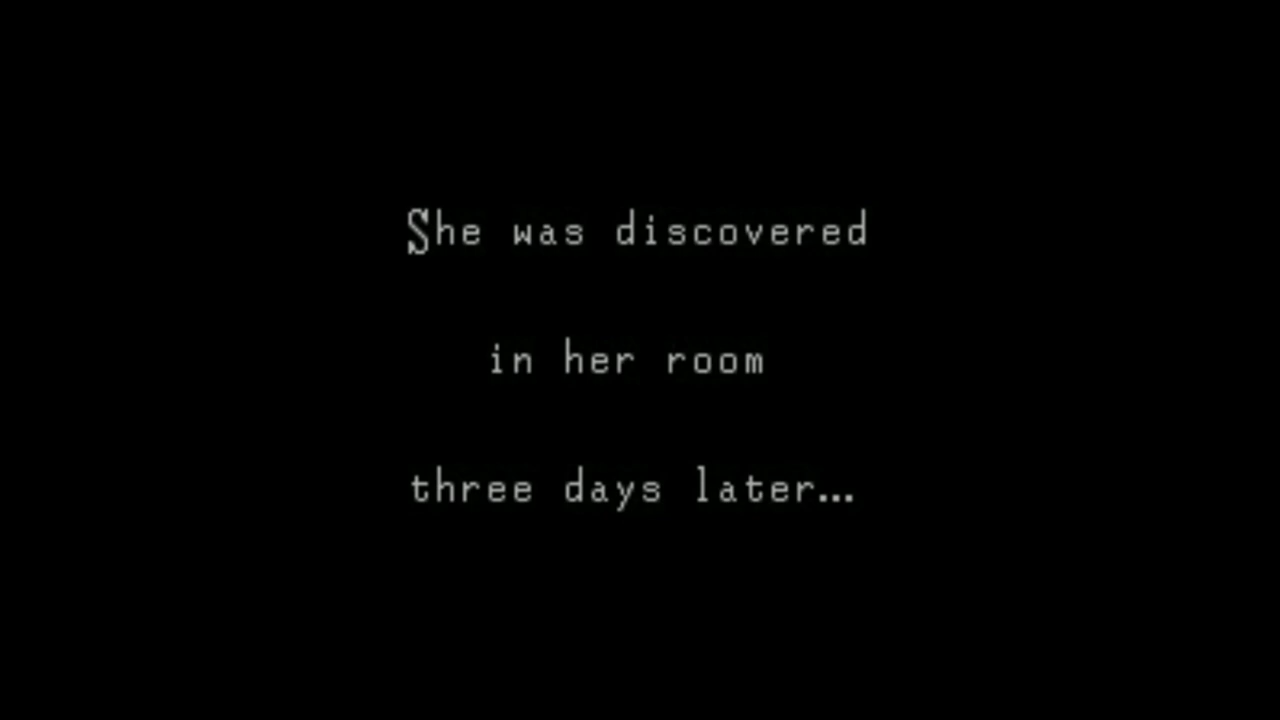 She was discovered
in her room
three days later...